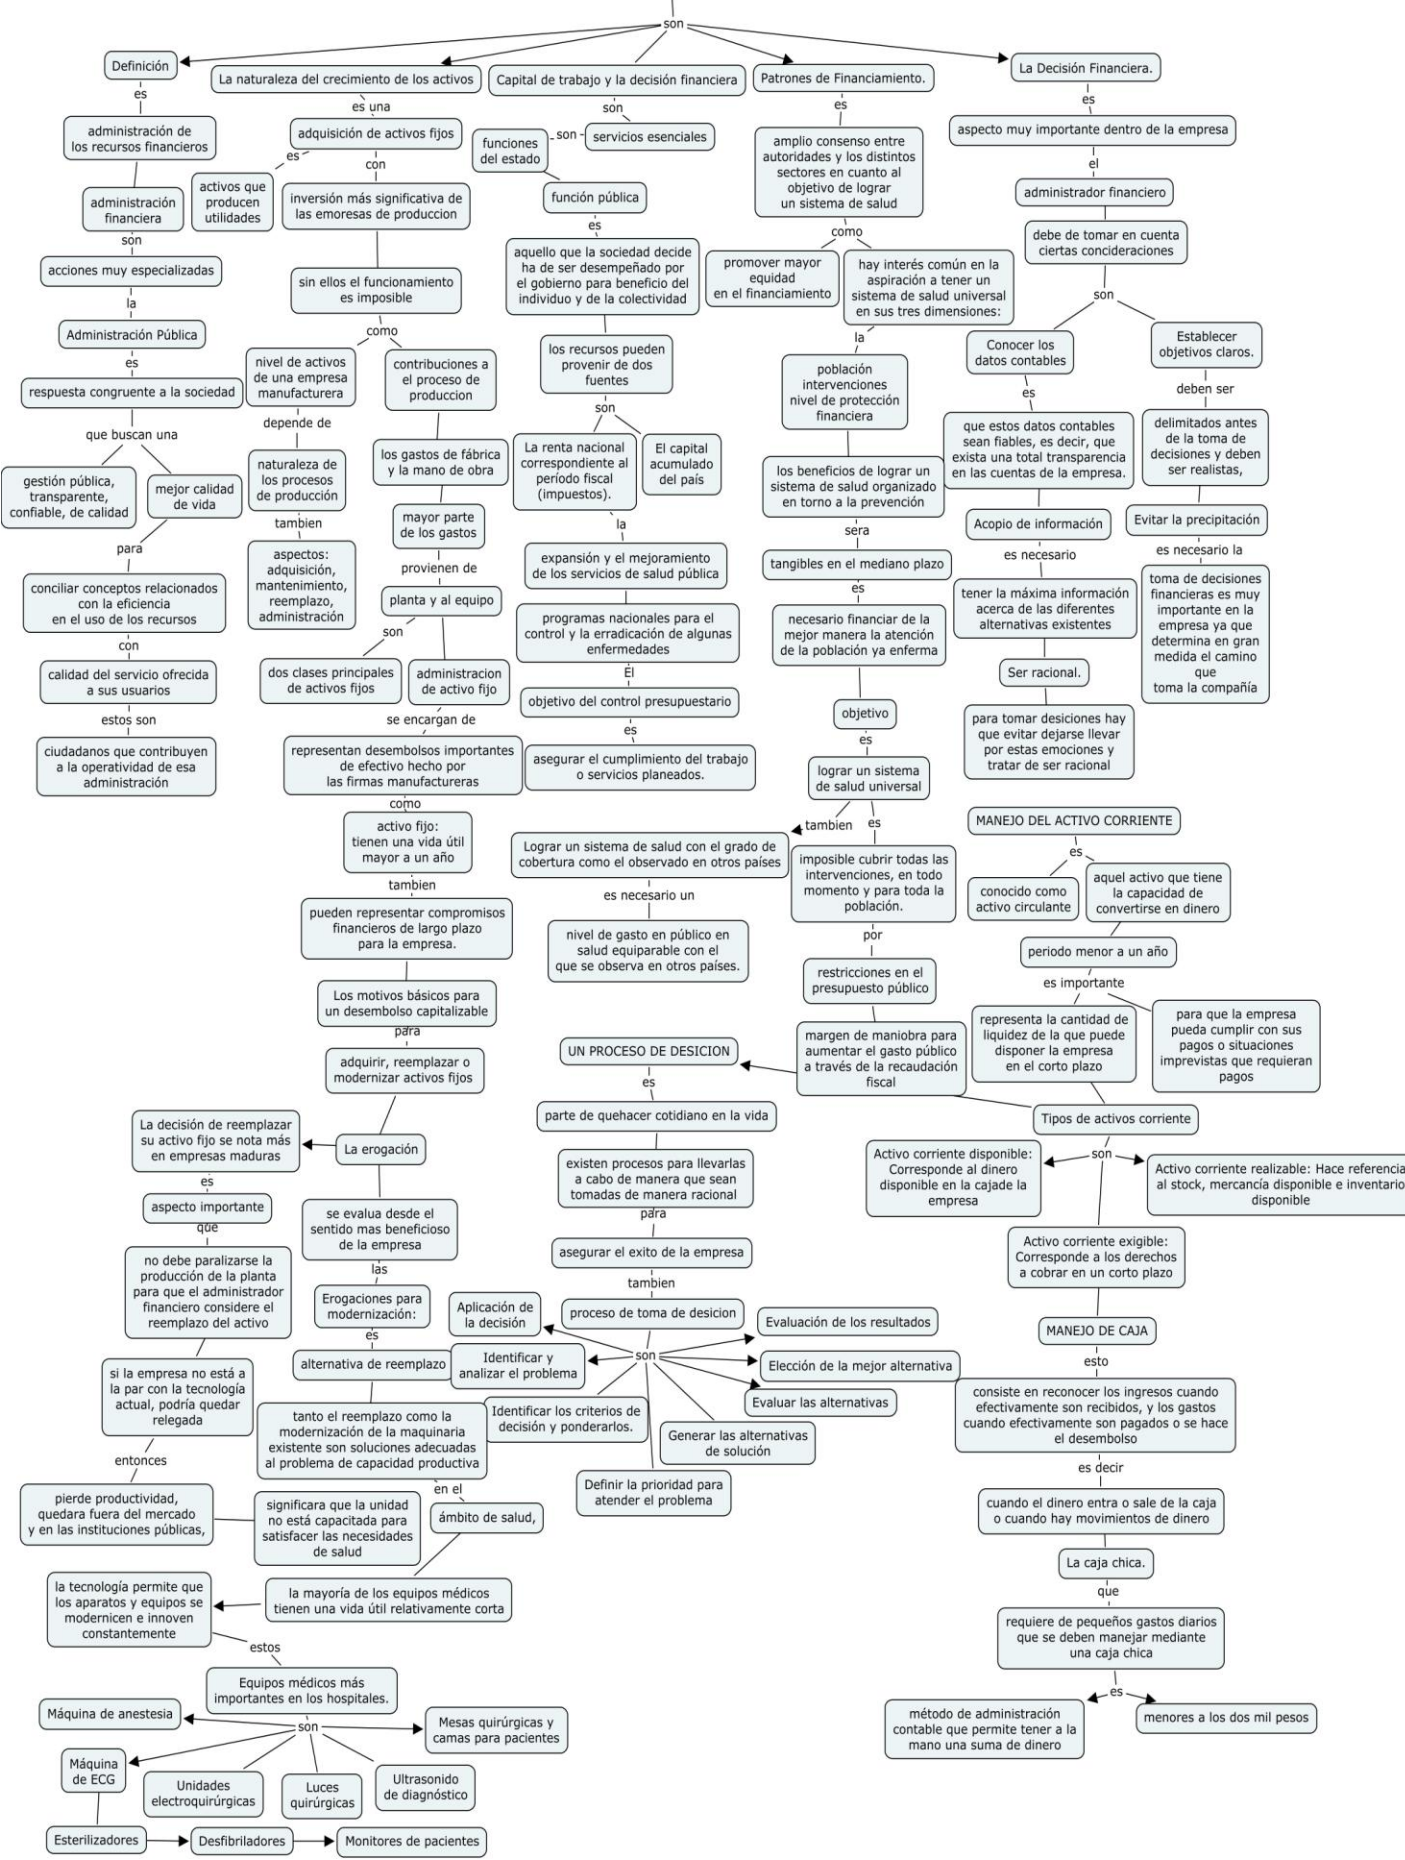 son
Definición
es
administración de
los recursos financieros
administración
financiera
son
acciones muy especializadas
la
Administración Pública
es
respuesta congruente a la sociedad
que buscan una
gestión pública,
transparente,
confiable, de calidad
mejor calidad
de vida
para
conciliar conceptos relacionados
con la eficiencia
en el uso de los recursos
con
calidad del servicio ofrecida
a sus usuarios
estos son
ciudadanos que contribuyen
a la operatividad de esa
administración
La naturaleza del crecimiento de los activos
es una
adquisición de activos fijos
es
activos que
producen
utilidades
con
inversión más significativa de
las emoresas de produccion
sin ellos el funcionamiento
es imposible
como
nivel de activos
de una empresa
manufacturera
depende de
naturaleza de
los procesos
de producción
tambien
aspectos:
adquisición,
mantenimiento,
reemplazo,
administración
contribuciones a
el proceso de
produccion
los gastos de fábrica
y la mano de obra
mayor parte
de los gastos
provienen de
planta y al equipo
son
dos clases principales
de activos fijos
administracion
de activo fijo
se encargan de
representan desembolsos importantes
de efectivo hecho por
las firmas manufactureras
como
activo fijo:
tienen una vida útil
mayor a un año
tambien
pueden representar compromisos
financieros de largo plazo
para la empresa.
Los motivos básicos para
un desembolso capitalizable
para
adquirir, reemplazar o
modernizar activos fijos
La erogación
La decisión de reemplazar
su activo fijo se nota más
en empresas maduras
es
aspecto importante
que
no debe paralizarse la
producción de la planta
para que el administrador
financiero considere el
reemplazo del activo
si la empresa no está a
la par con la tecnología
actual, podría quedar
relegada
entonces
pierde productividad,
quedara fuera del mercado
y en las instituciones públicas,
significara que la unidad
no está capacitada para
satisfacer las necesidades
de salud
se evalua desde el
sentido mas beneficioso
de la empresa
las
Erogaciones para
modernización:
es
alternativa de reemplazo
tanto el reemplazo como la
modernización de la maquinaria
existente son soluciones adecuadas
al problema de capacidad productiva
en el
ámbito de salud,
la mayoría de los equipos médicos
tienen una vida útil relativamente corta
la tecnología permite que
los aparatos y equipos se
modernicen e innoven
constantemente
estos
Equipos médicos más
importantes en los hospitales.
son
Máquina de anestesia
Mesas quirúrgicas y
camas para pacientes
Máquina
de ECG
Unidades
electroquirúrgicas
Luces
quirúrgicas
Ultrasonido
de diagnóstico
Esterilizadores
Desfibriladores
Monitores de pacientes
Capital de trabajo y la decisión financiera
son
servicios esenciales
son
funciones
del estado
función pública
es
aquello que la sociedad decide
ha de ser desempeñado por
el gobierno para beneficio del
individuo y de la colectividad
los recursos pueden
provenir de dos
fuentes
son
La renta nacional
correspondiente al
período fiscal
(impuestos).
El capital
acumulado
del país
la
expansión y el mejoramiento
de los servicios de salud pública
programas nacionales para el
control y la erradicación de algunas
enfermedades
El
objetivo del control presupuestario
es
asegurar el cumplimiento del trabajo
o servicios planeados.
Patrones de Financiamiento.
es
amplio consenso entre
autoridades y los distintos
sectores en cuanto al
objetivo de lograr
un sistema de salud
como
promover mayor
equidad
en el financiamiento
hay interés común en la
aspiración a tener un
sistema de salud universal
en sus tres dimensiones:
la
población
intervenciones
nivel de protección
financiera
los beneficios de lograr un
sistema de salud organizado
en torno a la prevención
sera
tangibles en el mediano plazo
es
necesario financiar de la
mejor manera la atención
de la población ya enferma
objetivo
es
lograr un sistema
de salud universal
tambien
es
Lograr un sistema de salud con el grado de
cobertura como el observado en otros países
es necesario un
nivel de gasto en público en
salud equiparable con el
que se observa en otros países.
imposible cubrir todas las
intervenciones, en todo
momento y para toda la
población.
por
restricciones en el
presupuesto público
margen de maniobra para
aumentar el gasto público
a través de la recaudación
fiscal
UN PROCESO DE DESICION
es
parte de quehacer cotidiano en la vida
existen procesos para llevarlas
a cabo de manera que sean
tomadas de manera racional
para
asegurar el exito de la empresa
tambien
proceso de toma de desicion
son
Aplicación de
la decisión
Identificar y
analizar el problema
Identificar los criterios de
decisión y ponderarlos.
Definir la prioridad para
atender el problema
Generar las alternativas
de solución
Evaluar las alternativas
Elección de la mejor alternativa
Evaluación de los resultados
La Decisión Financiera.
es
aspecto muy importante dentro de la empresa
el
administrador financiero
debe de tomar en cuenta
ciertas concideraciones
son
Conocer los
datos contables
es
que estos datos contables
sean fiables, es decir, que
exista una total transparencia
en las cuentas de la empresa.
Acopio de información
es necesario
tener la máxima información
acerca de las diferentes
alternativas existentes
Ser racional.
para tomar desiciones hay
que evitar dejarse llevar
por estas emociones y
tratar de ser racional
Establecer
objetivos claros.
deben ser
delimitados antes
de la toma de
decisiones y deben
ser realistas,
Evitar la precipitación
es necesario la
toma de decisiones
financieras es muy
importante en la
empresa ya que
determina en gran
medida el camino
que
toma la compañía
MANEJO DEL ACTIVO CORRIENTE
es
conocido como
activo circulante
aquel activo que tiene
la capacidad de
convertirse en dinero
periodo menor a un año
es importante
representa la cantidad de
liquidez de la que puede
disponer la empresa
en el corto plazo
para que la empresa
pueda cumplir con sus
pagos o situaciones
imprevistas que requieran
pagos
Tipos de activos corriente
son
Activo corriente disponible:
Corresponde al dinero
disponible en la cajade la
empresa
Activo corriente realizable: Hace referencia
al stock, mercancía disponible e inventario
disponible
Activo corriente exigible:
Corresponde a los derechos
a cobrar en un corto plazo
MANEJO DE CAJA
esto
consiste en reconocer los ingresos cuando
efectivamente son recibidos, y los gastos
cuando efectivamente son pagados o se hace
el desembolso
es decir
cuando el dinero entra o sale de la caja
o cuando hay movimientos de dinero
La caja chica.
que
requiere de pequeños gastos diarios
que se deben manejar mediante
una caja chica
es
método de administración
contable que permite tener a la
mano una suma de dinero
menores a los dos mil pesos